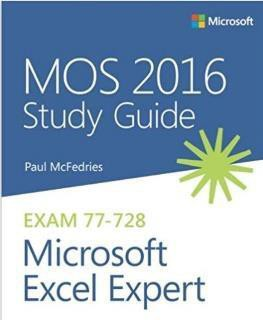 Microsoft
MOS 2016
Study Guide
Paul McFedries
EXAM 77-728
Microsoft
Excel Expert